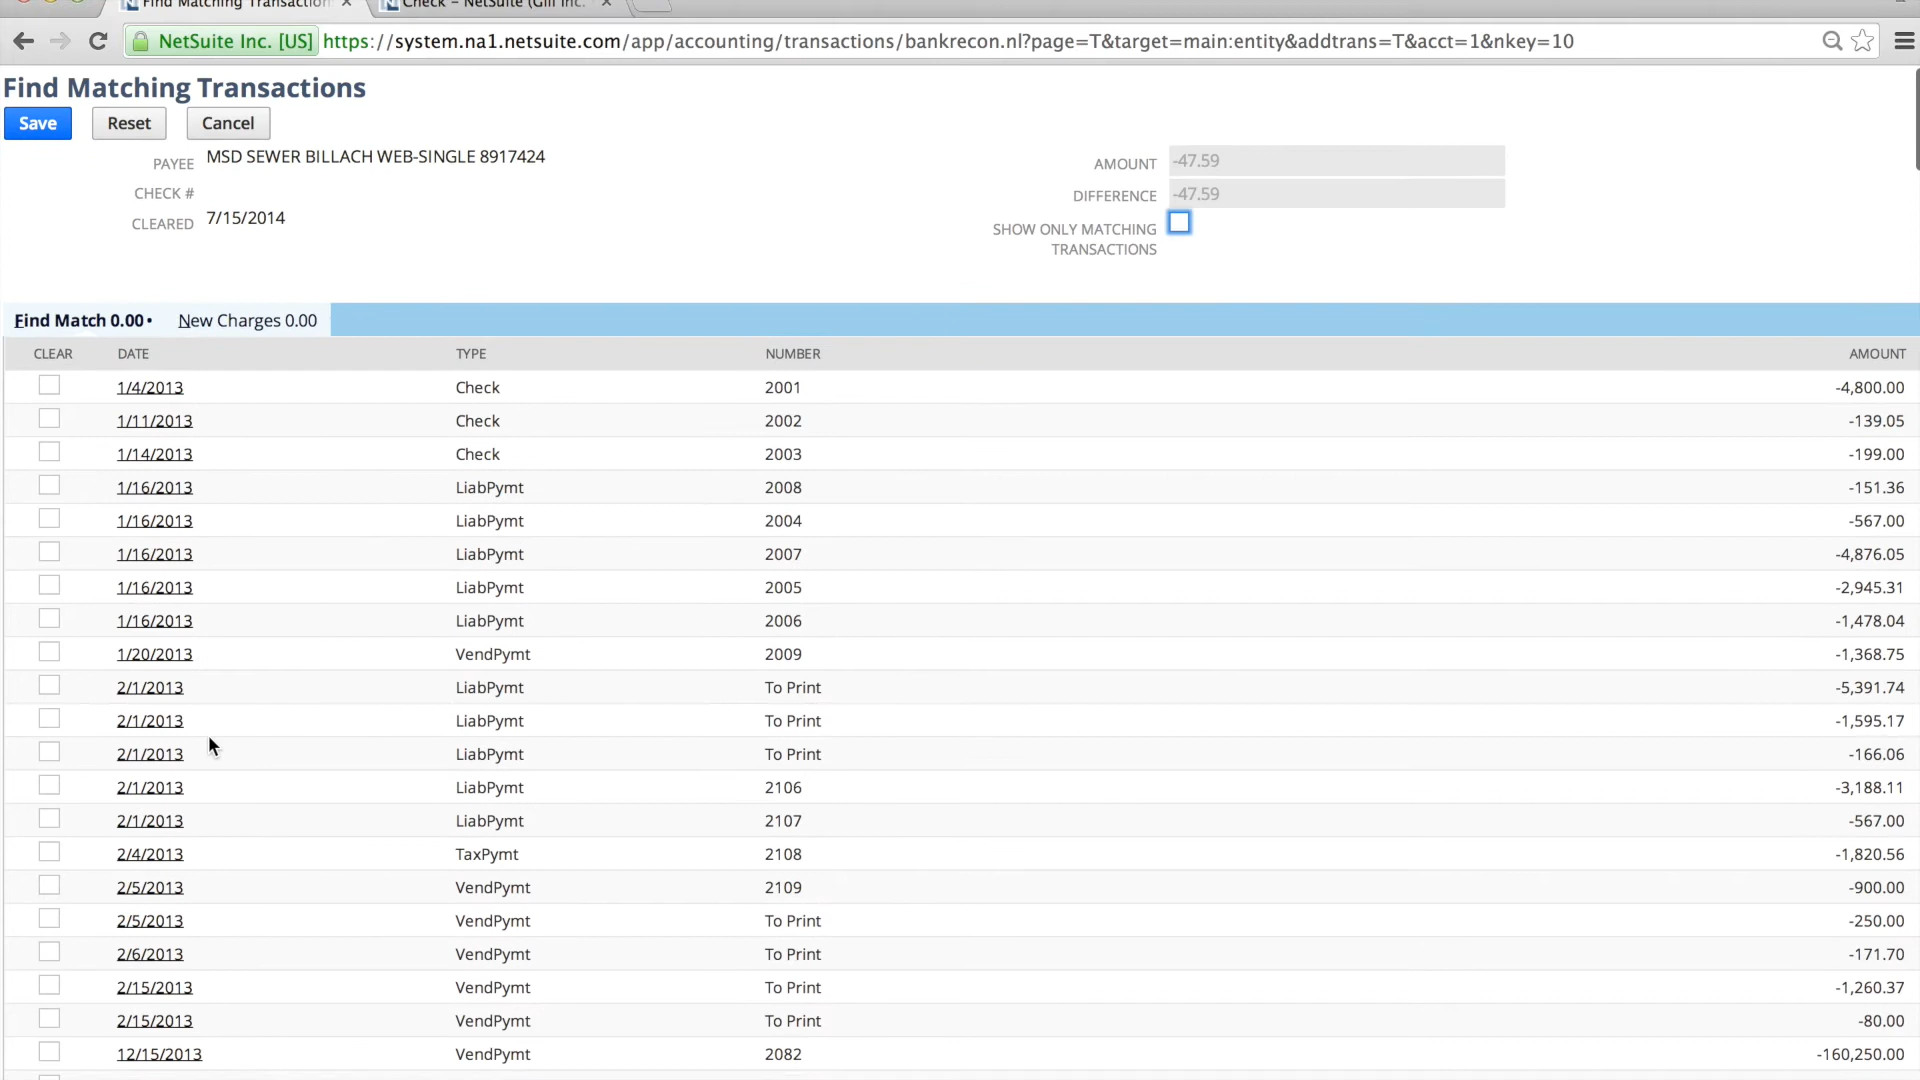 Find Matching Transaction
Check – NetSuite (Gill Inc.
NetSuite Inc. [US] https://system.na1.netsuite.com/app/accounting/transactions/bankrecon.nl?page=T&target=main:entity&addtrans=T&acct=1&nkey=10
Find Matching Transactions
Save Reset Cancel
PAYEE MSD SEWER BILLACH WEB-SINGLE 8917424
CHECK #
CLEARED 7/15/2014
AMOUNT -47.59
DIFFERENCE -47.59
SHOW ONLY MATCHING
TRANSACTIONS
Find Match 0.00 • New Charges 0.00
CLEAR DATE TYPE NUMBER AMOUNT
1/4/2013 Check 2001 -4,800.00
1/11/2013 Check 2002 -139.05
1/14/2013 Check 2003 -199.00
1/16/2013 LiabPymt 2008 -151.36
1/16/2013 LiabPymt 2004 -567.00
1/16/2013 LiabPymt 2007 -4,876.05
1/16/2013 LiabPymt 2005 -2,945.31
1/16/2013 LiabPymt 2006 -1,478.04
1/20/2013 VendPymt 2009 -1,368.75
2/1/2013 LiabPymt To Print -5,391.74
2/1/2013 LiabPymt To Print -1,595.17
2/1/2013 LiabPymt To Print -166.06
2/1/2013 LiabPymt 2106 -3,188.11
2/1/2013 LiabPymt 2107 -567.00
2/4/2013 TaxPymt 2108 -1,820.56
2/5/2013 VendPymt 2109 -900.00
2/5/2013 VendPymt To Print -250.00
2/6/2013 VendPymt To Print -171.70
2/15/2013 VendPymt To Print -1,260.37
2/15/2013 VendPymt To Print -80.00
12/15/2013 VendPymt 2082 -160,250.00